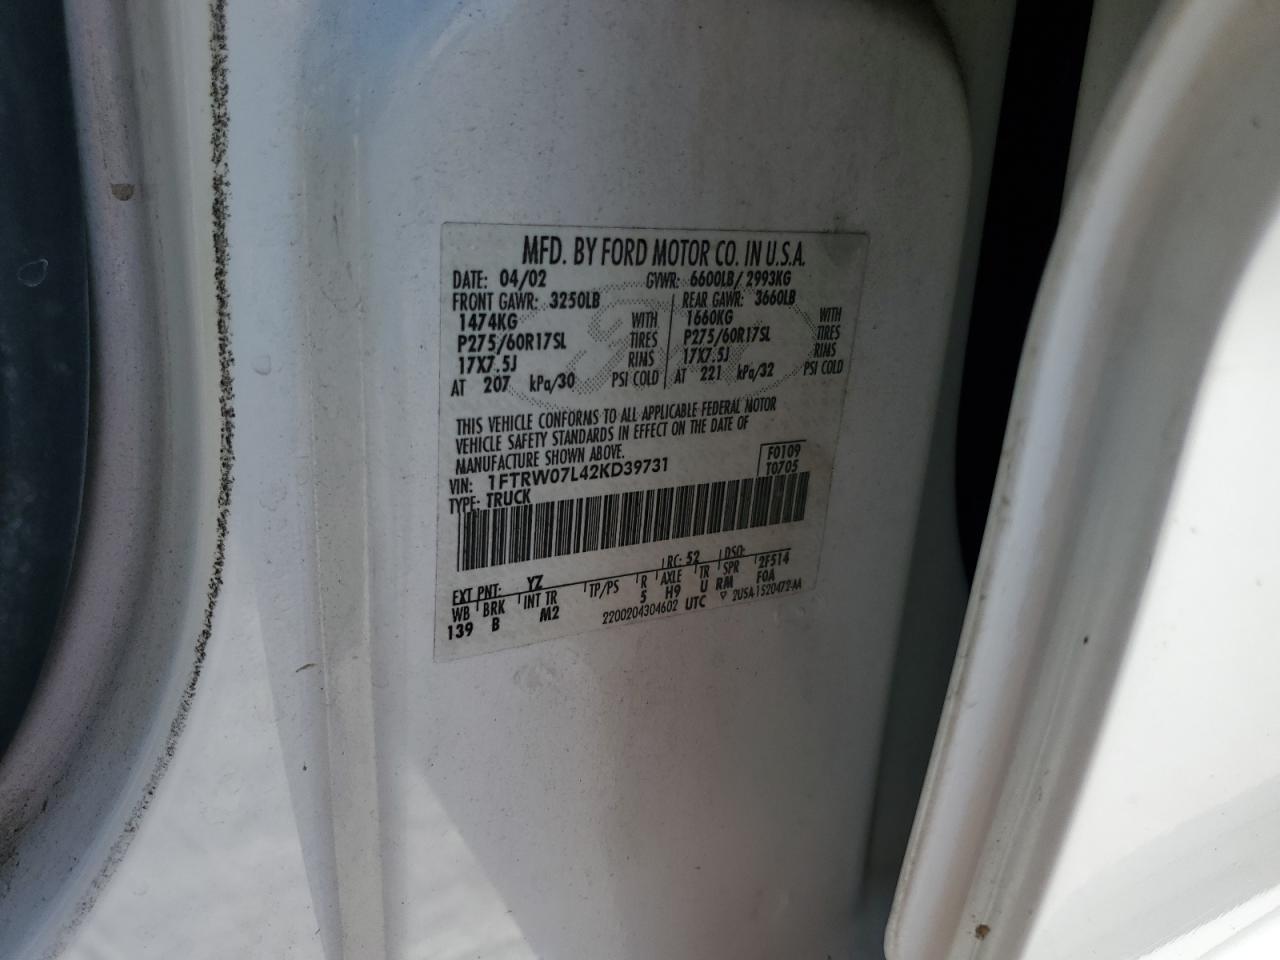 MFD. BY FORD MOTOR CO. IN U.S.A.
DATE: 04/02 GVWR: 6600LB/ 2993KG
FRONT GAWR: 3250LB REAR GAWR: 3660LB
1474KG WITH 1660KG WITH
P275/60R17SL TIRES P275/60R17SL TIRES
17X7.5J RIMS 17X7.5J RIMS
AT 207 kPa/30 PSI COLD AT 221 kPa/32 PSI COLD
THIS VEHICLE CONFORMS TO ALL APPLICABLE FEDERAL MOTOR
VEHICLE SAFETY STANDARDS IN EFFECT ON THE DATE OF
MANUFACTURE SHOWN ABOVE. F0109
VIN: 1FTRW07L42KD39731 T0705
TYPE: TRUCK
EXT PNT: YZ RC: 52 DSO:
WB BRK INT TR TP/PS R AXLE TR SPR 2F514
139 B M2 5 H9 U RM F0A
2200204304602 UTC ▽ 2U5A-1520472-AA